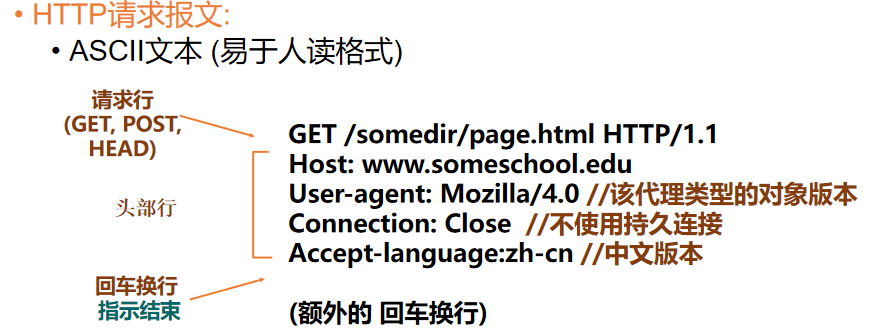 • HTTP请求报文:
• ASCII文本 (易于人读格式)
请求行
(GET, POST,
HEAD)
GET /somedir/page.html HTTP/1.1
Host: www.someschool.edu
User-agent: Mozilla/4.0 //该代理类型的对象版本
头部行
Connection: Close //不使用持久连接
Accept-language:zh-cn //中文版本
回车换行
指示结束
(额外的 回车换行)